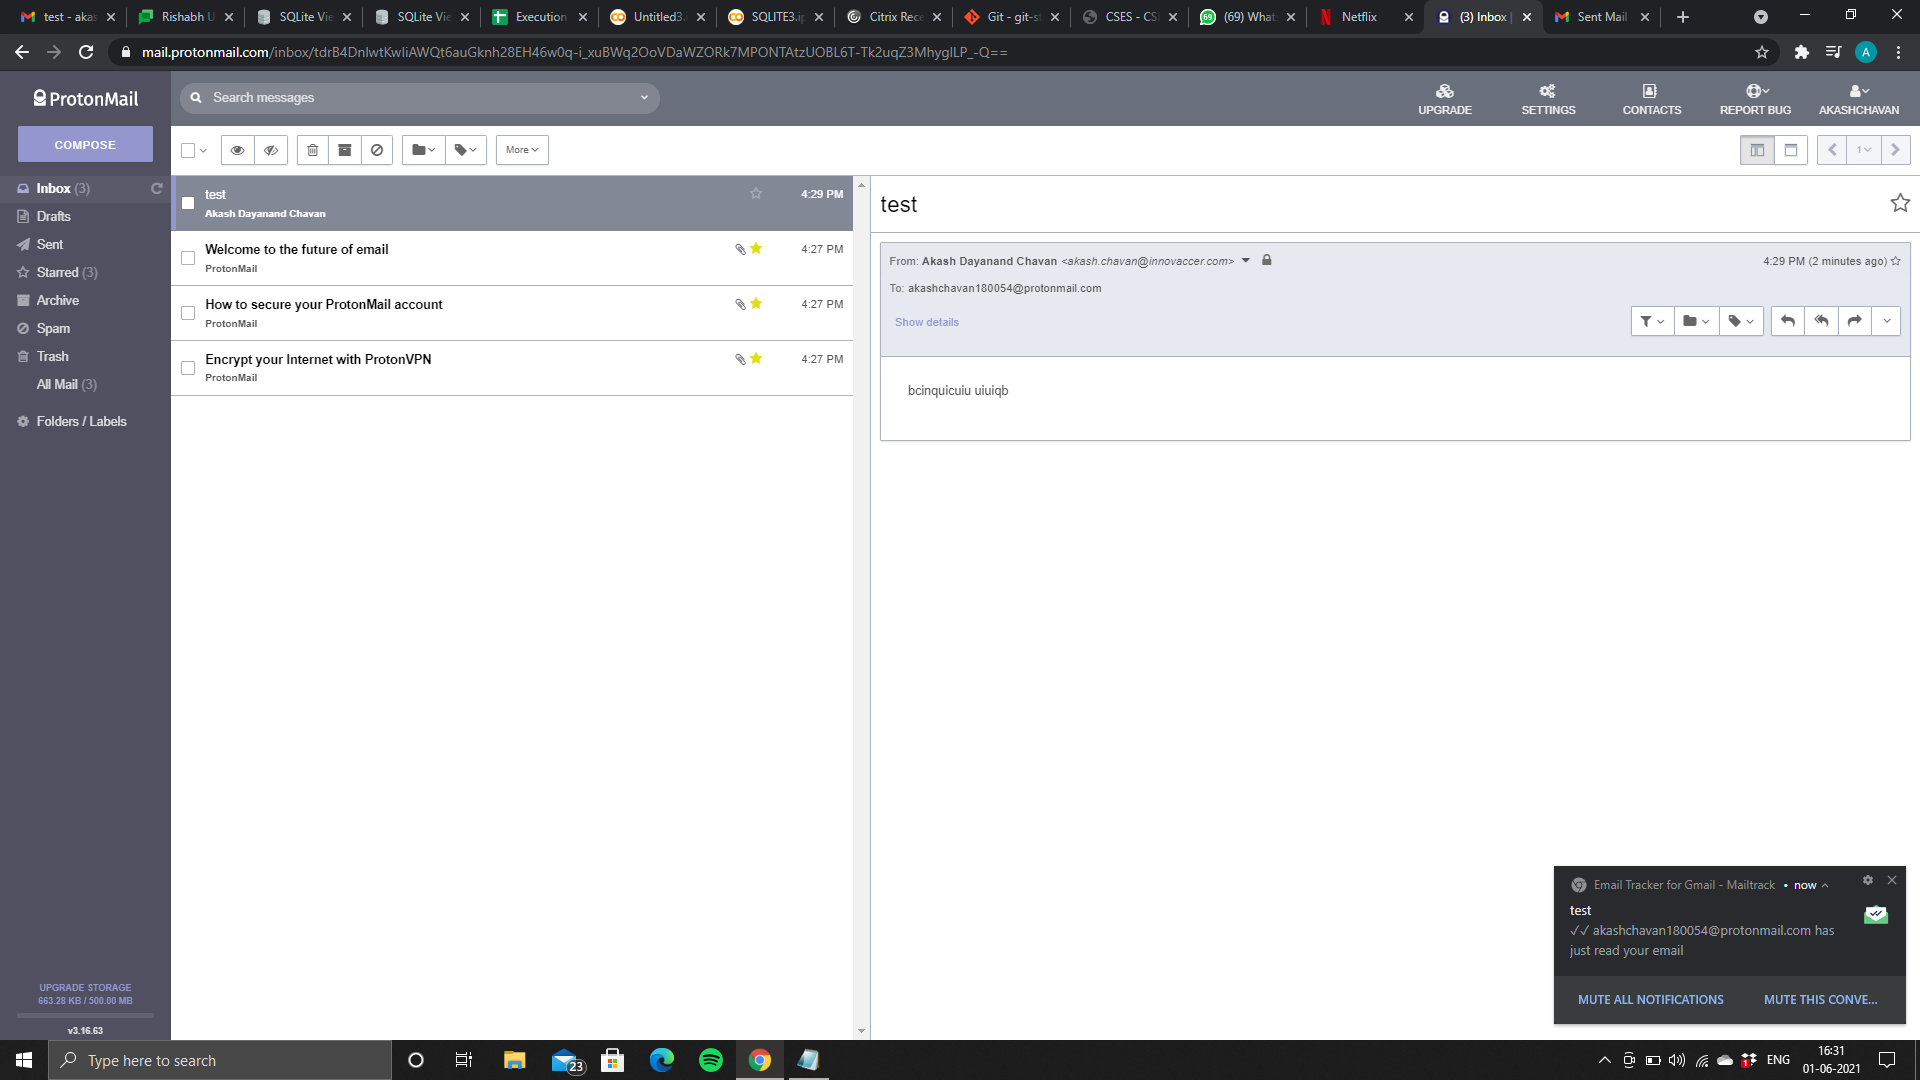 test - aka
Rishabh U
SQLite Vie
SQLite Vie
Execution
Untitled3.i
SQLITE3.ip
Citrix Rece
Git - git-st
CSES - CS
(69) What
Netflix
(3) Inbox |
Sent Mail
mail.protonmail.com/inbox/tdrB4DnlwtKwIiAWQt6auGknh28EH46w0q-i_xuBWq2OoVDaWZORk7MPONTAtzUOBL6T-Tk2uqZ3MhyglLP_-Q==
A
ProtonMail
Search messages
UPGRADE
SETTINGS
CONTACTS
REPORT BUG
AKASHCHAVAN
COMPOSE
More
1
Inbox (3)
Drafts
Sent
Starred (3)
Archive
Spam
Trash
All Mail (3)
Folders / Labels
UPGRADE STORAGE
663.28 KB / 500.00 MB
v3.16.63
test 4:29 PM
Akash Dayanand Chavan
Welcome to the future of email 4:27 PM
ProtonMail
How to secure your ProtonMail account 4:27 PM
ProtonMail
Encrypt your Internet with ProtonVPN 4:27 PM
ProtonMail
test
From: Akash Dayanand Chavan <akash.chavan@innovaccer.com> 4:29 PM (2 minutes ago)
To: akashchavan180054@protonmail.com
Show details
bcinquicuiu uiuiqb
Email Tracker for Gmail - Mailtrack • now
test
✓✓ akashchavan180054@protonmail.com has
just read your email
MUTE ALL NOTIFICATIONS
MUTE THIS CONVE...
Type here to search
23
1
ENG
16:31
01-06-2021